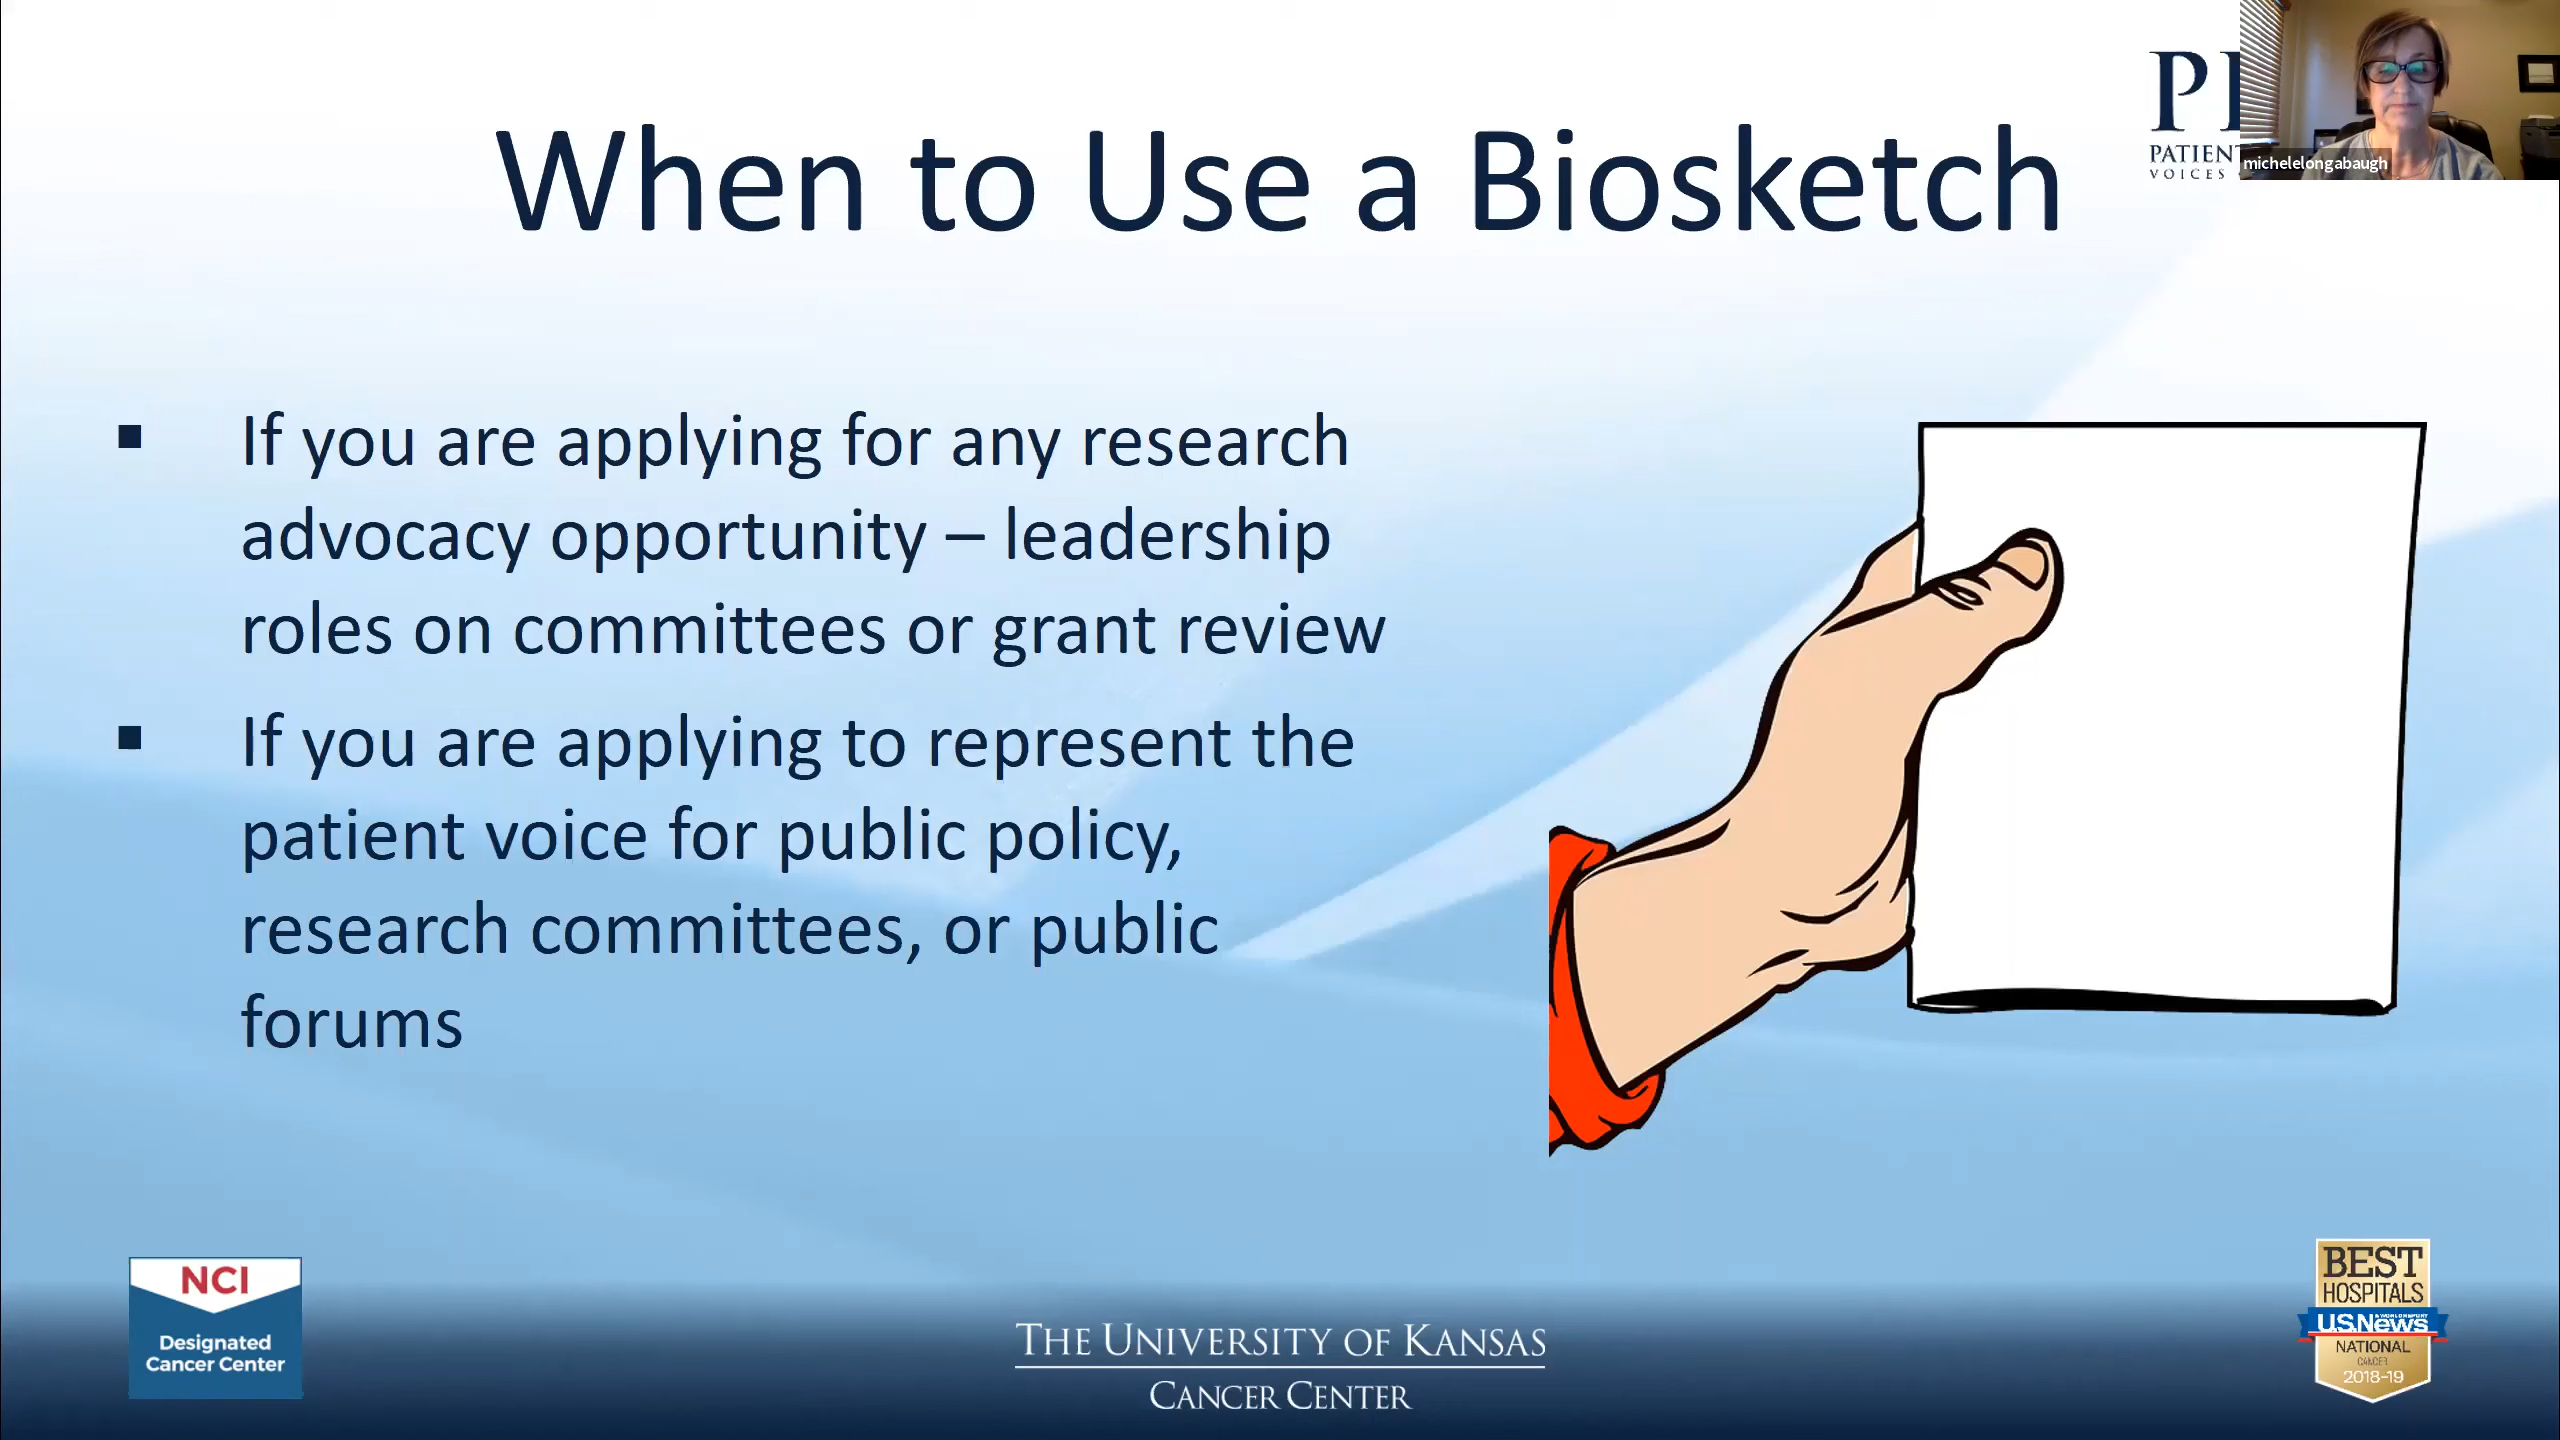 When to Use a Biosketch
PATIENT
VOICES
michelelongabaugh
▪ If you are applying for any research
advocacy opportunity – leadership
roles on committees or grant review
▪ If you are applying to represent the
patient voice for public policy,
research committees, or public
forums
NCI
Designated
Cancer Center
THE UNIVERSITY OF KANSAS
CANCER CENTER
BEST
HOSPITALS
U.S.News
NATIONAL
CANCER
2018-19